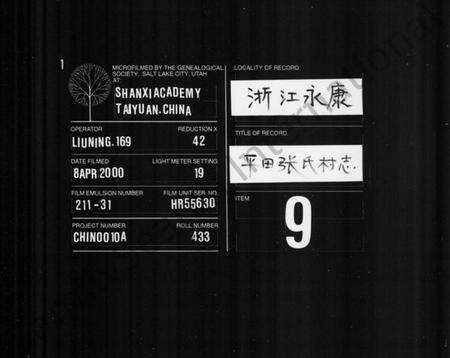 1
MICROFILMED BY THE GENEALOGICAL
SOCIETY, SALT LAKE CITY, UTAH
AT:
SHANXI ACADEMY
TAIYUAN, CHINA
OPERATOR
REDUCTION X
LIUNING.169
42
DATE FILMED
LIGHT METER SETTING
8APR2000
19
FILM EMULSION NUMBER
FILM UNIT SER. NO.
211-31
HR55630
PROJECT NUMBER
ROLL NUMBER
CHIN0010A
433
LOCALITY OF RECORD
浙江永康
TITLE OF RECORD
平田张氏村志
ITEM
9
International